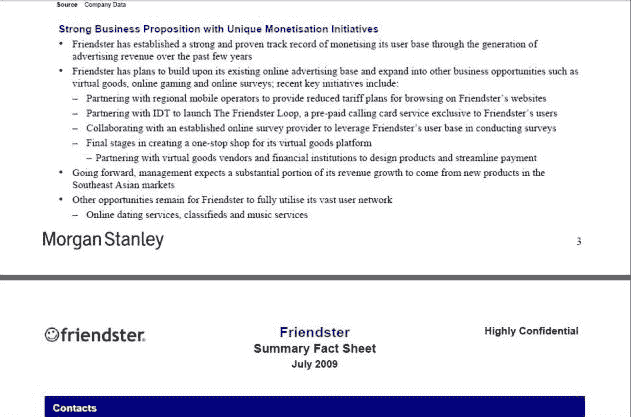 Source Company Data
Strong Business Proposition with Unique Monetisation Initiatives
• Friendster has established a strong and proven track record of monetising its user base through the generation of
advertising revenue over the past few years
• Friendster has plans to build upon its existing online advertising base and expand into other business opportunities such as
virtual goods, online gaming and online surveys; recent key initiatives include:
– Partnering with regional mobile operators to provide reduced tariff plans for browsing on Friendster's websites
– Partnering with IDT to launch The Friendster Loop, a pre-paid calling card service exclusive to Friendster's users
– Collaborating with an established online survey provider to leverage Friendster's user base in conducting surveys
– Final stages in creating a one-stop shop for its virtual goods platform
– Partnering with virtual goods vendors and financial institutions to design products and streamline payment
• Going forward, management expects a substantial portion of its revenue growth to come from new products in the
Southeast Asian markets
• Other opportunities remain for Friendster to fully utilise its vast user network
– Online dating services, classifieds and music services
Morgan Stanley
3
friendster.
Friendster
Highly Confidential
Summary Fact Sheet
July 2009
Contacts